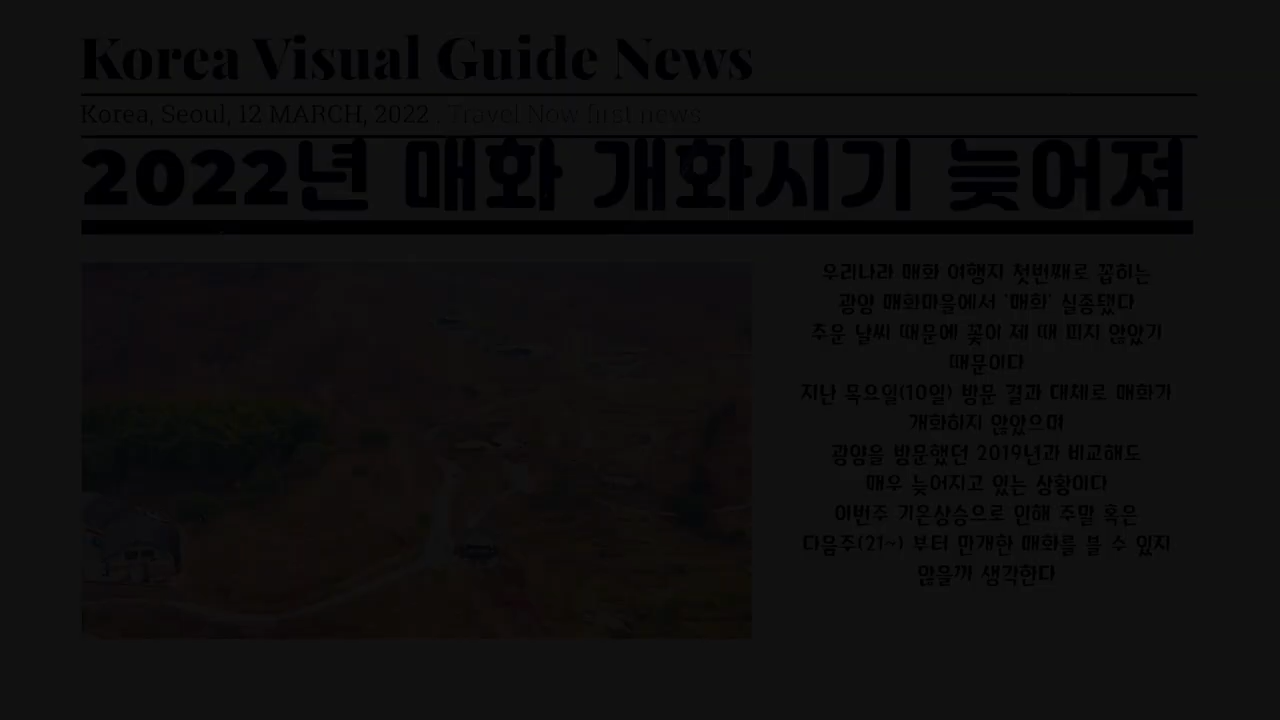 Korea Visual Guide News
Korea, Seoul, 12 MARCH, 2022 . Travel Now first news
2022년 매화 개화시기 늦어져
우리나라 매화 여행지 첫번째로 꼽히는
광양 매화마을에서 '매화' 실종됐다
추운 날씨 때문에 꽃이 제 때 피지 않았기
때문이다
지난 목요일(10일) 방문 결과 대체로 매화가
개화하지 않았으며
광양을 방문했던 2019년과 비교해도
매우 늦어지고 있는 상황이다
이번주 기온상승으로 인해 주말 혹은
다음주(21~) 부터 만개한 매화를 볼 수 있지
않을까 생각한다